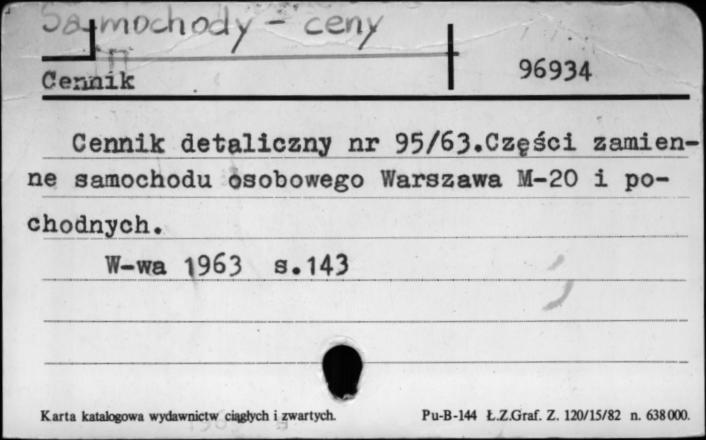 Samochody - ceny
Cennik 96934
Cennik detaliczny nr 95/63.Części zamien-
ne samochodu osobowego Warszawa M-20 i po-
chodnych.
W-wa 1963 s.143
Karta katalogowa wydawnictw ciągłych i zwartych. Pu-B-144 Ł.Z.Graf. Z. 120/15/82 n. 638000.